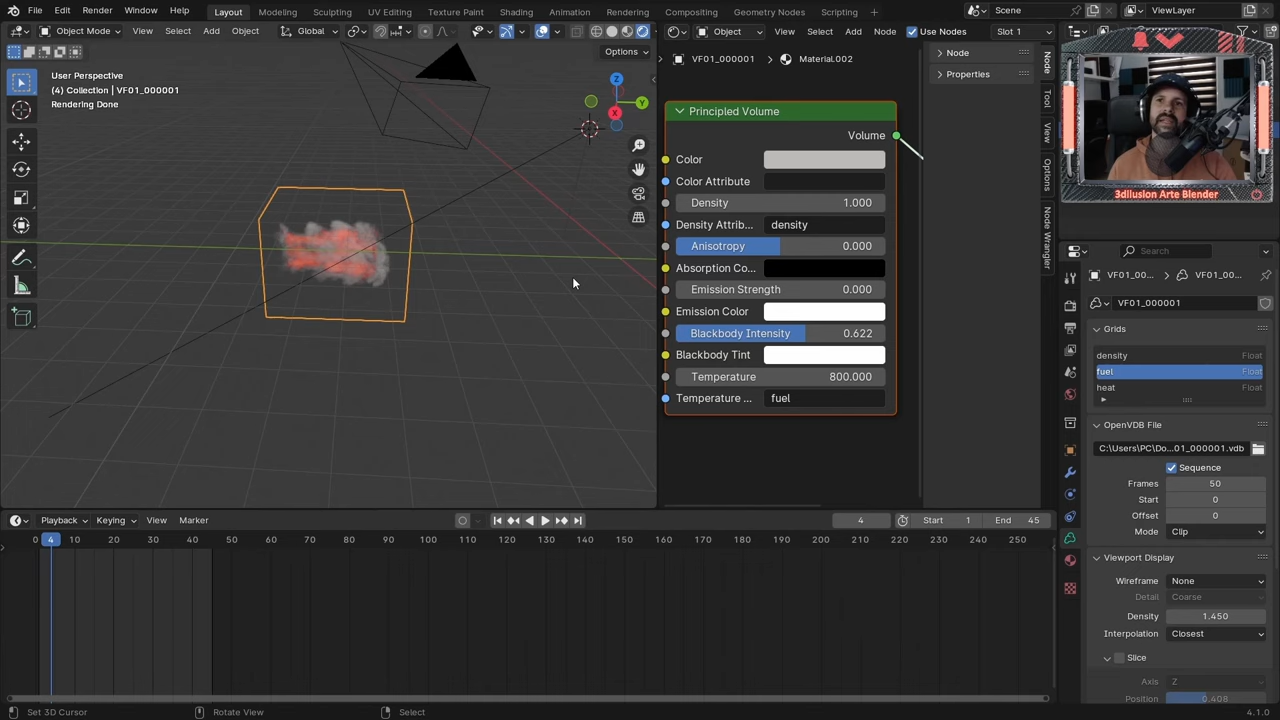 File Edit Render Window Help Layout Modeling Sculpting UV Editing Texture Paint Shading Animation Rendering Compositing Geometry Nodes Scripting Scene ViewLayer
Object Mode View Select Add Object Global
Options
User Perspective
(4) Collection | VF01_000001
Rendering Done
Z
Y
X
Object View Select Add Node Use Nodes Slot 1
VF01_000001 Material.002
Principled Volume
Volume
Color
Color Attribute
Density 1.000
Density Attrib... density
Anisotropy 0.000
Absorption Co...
Emission Strength 0.000
Emission Color
Blackbody Intensity 0.622
Blackbody Tint
Temperature 800.000
Temperature ... fuel
Node
Properties
Node
Tool
View
Options
Node Wrangler
3dilusion Arte Blender
Search
VF01_00... VF01_00...
VF01_000001
Grids
density Float
fuel Float
heat Float
OpenVDB File
C:\Users\PC\Do...01_000001.vdb
Sequence
Frames 50
Start 0
Offset 0
Mode Clip
Viewport Display
Wireframe None
Detail Coarse
Density 1.450
Interpolation Closest
Slice
Axis Z
Position 0.408
Playback Keying View Marker 4 Start 1 End 45
0 4 10 20 30 40 50 60 70 80 90 100 110 120 130 140 150 160 170 180 190 200 210 220 230 240 250
Set 3D Cursor Rotate View Select 4.1.0